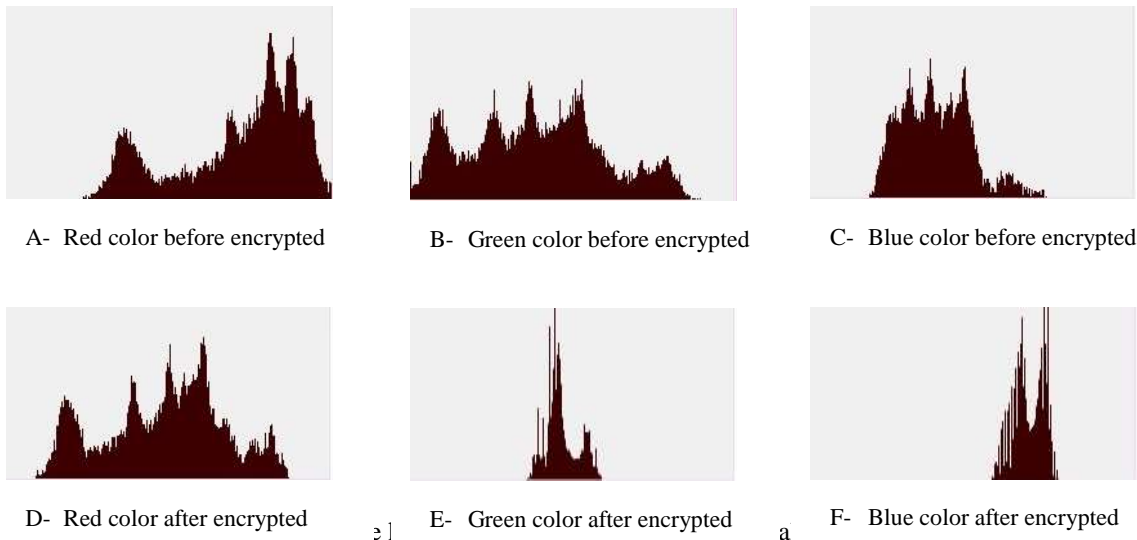 A- Red color before encrypted
B- Green color before encrypted
C- Blue color before encrypted
D- Red color after encrypted
E- Green color after encrypted
F- Blue color after encrypted
e
a